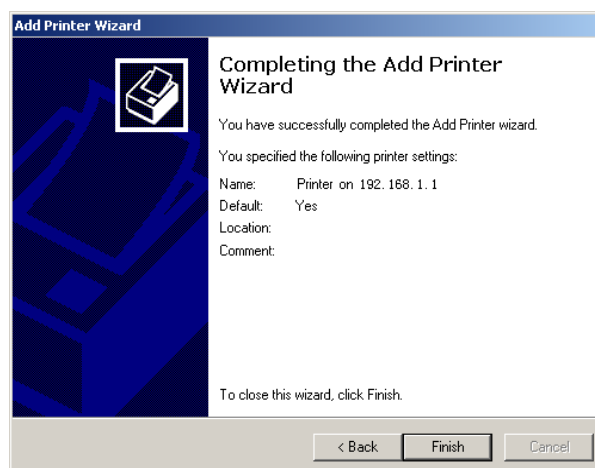 Add Printer Wizard
Completing the Add Printer
Wizard
You have successfully completed the Add Printer wizard.
You specified the following printer settings:
Name: Printer on 192. 168. 1. 1
Default: Yes
Location:
Comment:
To close this wizard, click Finish.
< Back Finish Cancel